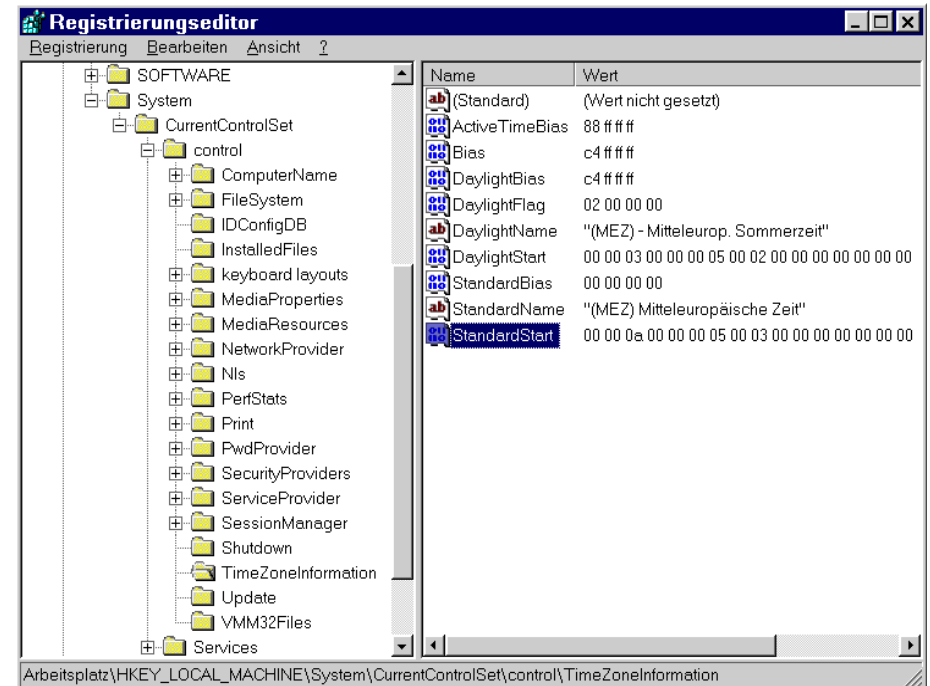 Registrierungseditor
Registrierung Bearbeiten Ansicht ?
SOFTWARE
System
CurrentControlSet
control
ComputerName
FileSystem
IDConfigDB
InstalledFiles
keyboard layouts
MediaProperties
MediaResources
NetworkProvider
Nls
PerfStats
Print
PwdProvider
SecurityProviders
ServiceProvider
SessionManager
Shutdown
TimeZoneInformation
Update
VMM32Files
Services
Name Wert
(Standard) (Wert nicht gesetzt)
ActiveTimeBias 88 ff ff ff
Bias c4 ff ff ff
DaylightBias c4 ff ff ff
DaylightFlag 02 00 00 00
DaylightName "(MEZ) - Mitteleurop. Sommerzeit"
DaylightStart 00 00 03 00 00 00 05 00 02 00 00 00 00 00 00 00
StandardBias 00 00 00 00
StandardName "(MEZ) Mitteleuropäische Zeit"
StandardStart 00 00 0a 00 00 00 05 00 03 00 00 00 00 00 00 00
Arbeitsplatz\HKEY_LOCAL_MACHINE\System\CurrentControlSet\control\TimeZoneInformation